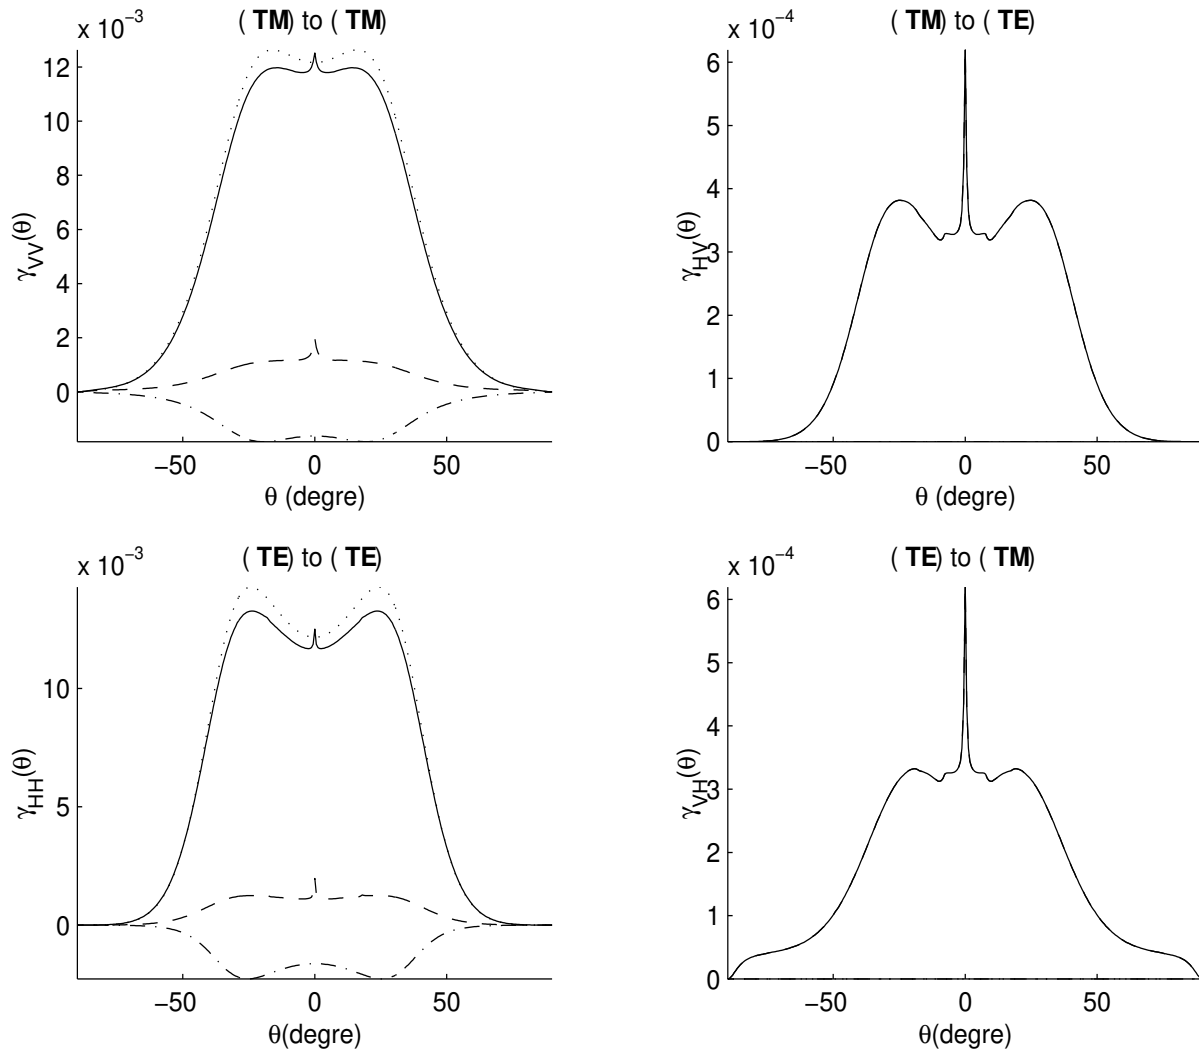 x 10⁻³
( TM) to ( TM)
12
10
8
6
4
2
0
γVV(θ)
−50
0
50
θ (degre)
x 10⁻⁴
( TM) to ( TE)
6
5
4
3
2
1
0
γHV(θ)
−50
0
50
θ (degre)
x 10⁻³
( TE) to ( TE)
10
5
0
γHH(θ)
−50
0
50
θ(degre)
x 10⁻⁴
( TE) to ( TM)
6
5
4
3
2
1
0
γVH(θ)
−50
0
50
θ(degre)